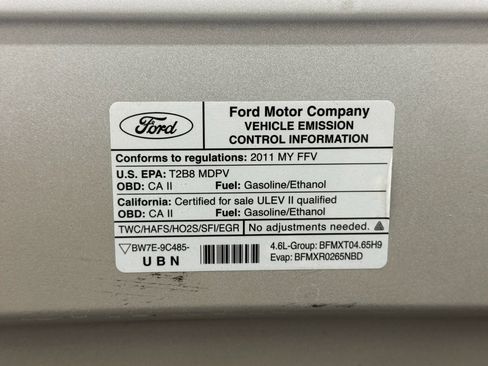 Ford
Ford Motor Company
VEHICLE EMISSION
CONTROL INFORMATION
Conforms to regulations: 2011 MY FFV
U.S. EPA: T2B8 MDPV
OBD: CA II Fuel: Gasoline/Ethanol
California: Certified for sale ULEV II qualified
OBD: CA II Fuel: Gasoline/Ethanol
TWC/HAFS/HO2S/SFI/EGR No adjustments needed.
BW7E-9C485-
UBN
4.6L-Group: BFMXT04.65H9
Evap: BFMXR0265NBD